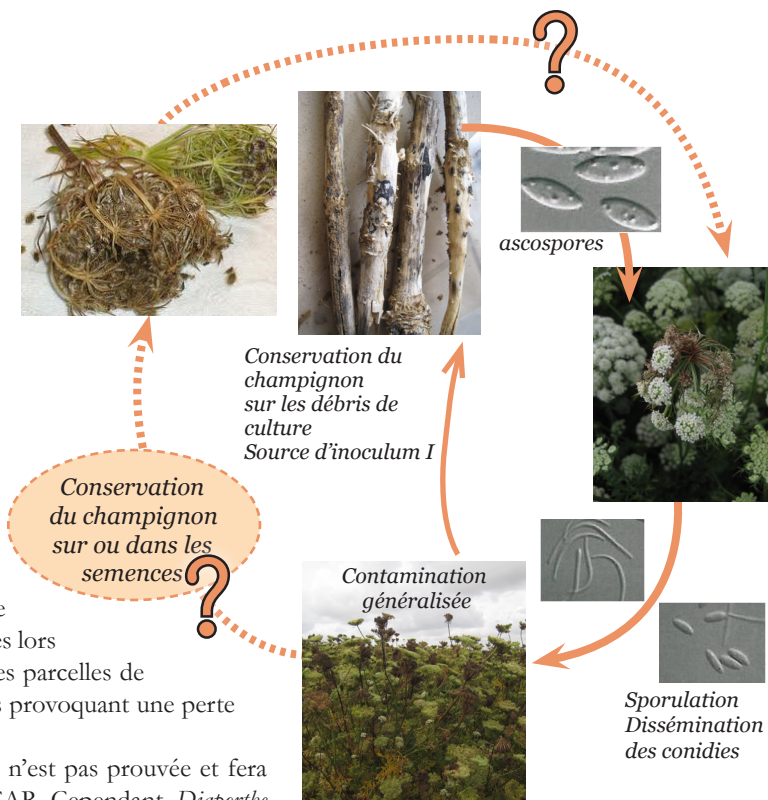 ?
ascospores
Conservation du
champignon
sur les débris de
culture
Source d'inoculum I
Conservation
du champignon
sur ou dans les
semences
?
Contamination
généralisée
Sporulation
Dissémination
des conidies
e
es lors
es parcelles de
s provoquant une perte
n'est pas prouvée et fera
Cependant Diaporthe